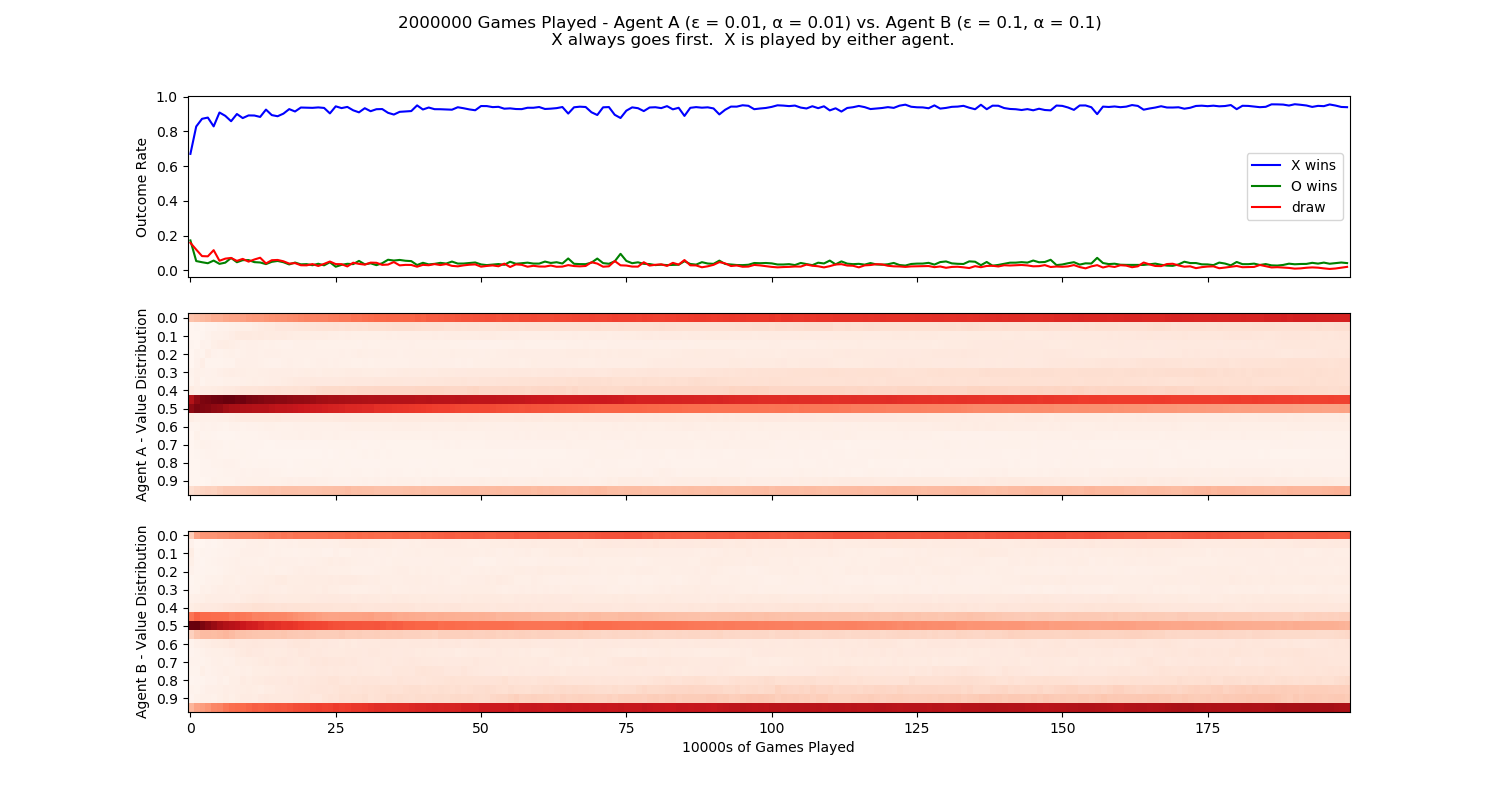 2000000 Games Played - Agent A (ε = 0.01, α = 0.01) vs. Agent B (ε = 0.1, α = 0.1)
X always goes first.  X is played by either agent.
Outcome Rate
1.0
0.8
0.6
0.4
0.2
0.0
X wins
O wins
draw
Agent A - Value Distribution
0.0
0.1
0.2
0.3
0.4
0.5
0.6
0.7
0.8
0.9
Agent B - Value Distribution
0.0
0.1
0.2
0.3
0.4
0.5
0.6
0.7
0.8
0.9
0 25 50 75 100 125 150 175
10000s of Games Played